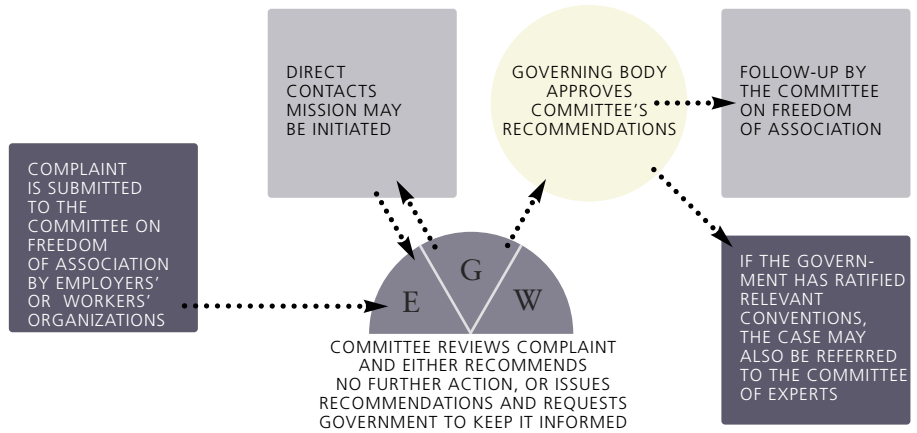 COMPLAINT
IS SUBMITTED
TO THE
COMMITTEE ON
FREEDOM
OF ASSOCIATION
BY EMPLOYERS'
OR WORKERS'
ORGANIZATIONS
DIRECT
CONTACTS
MISSION MAY
BE INITIATED
E
G
W
COMMITTEE REVIEWS COMPLAINT
AND EITHER RECOMMENDS
NO FURTHER ACTION, OR ISSUES
RECOMMENDATIONS AND REQUESTS
GOVERNMENT TO KEEP IT INFORMED
GOVERNING BODY
APPROVES
COMMITTEE'S
RECOMMENDATIONS
FOLLOW-UP BY
THE COMMITTEE
ON FREEDOM
OF ASSOCIATION
IF THE GOVERN-
MENT HAS RATIFIED
RELEVANT
CONVENTIONS,
THE CASE MAY
ALSO BE REFERRED
TO THE COMMITTEE
OF EXPERTS